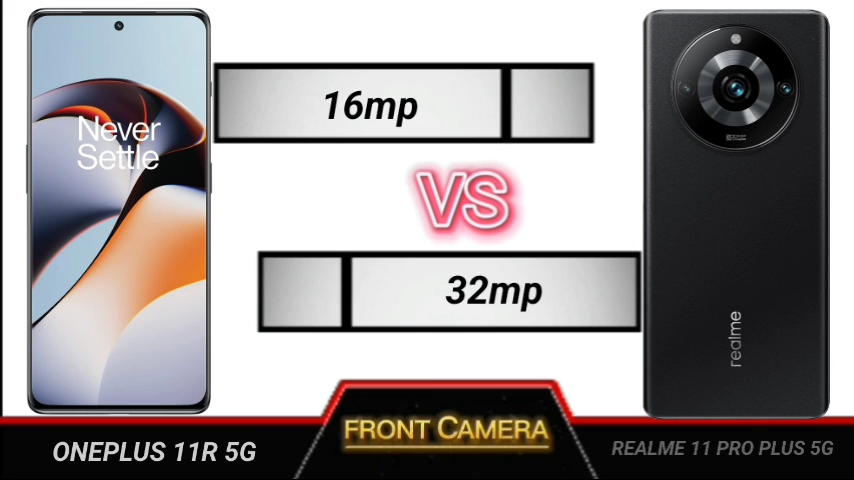 Never
Settle
16mp
VS
32mp
realme
FRONT CAMERA
ONEPLUS 11R 5G
REALME 11 PRO PLUS 5G